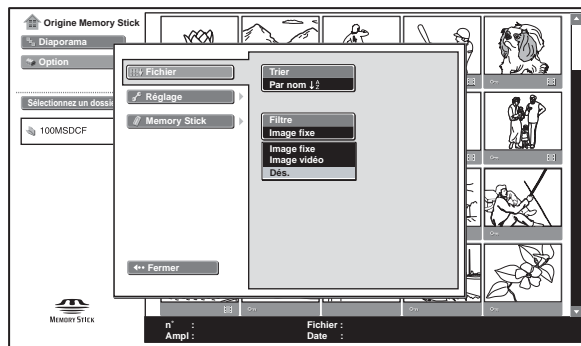 Origine Memory Stick
Diaporama
Option
Sélectionnez un dossie
100MSDCF
Fichier
Réglage
Memory Stick
Fermer
Trier
Par nom ↓A Z
Filtre
Image fixe
Image fixe
Image vidéo
Dés.
MEMORY STICK
n° :
Ampl :
Fichier :
Date :